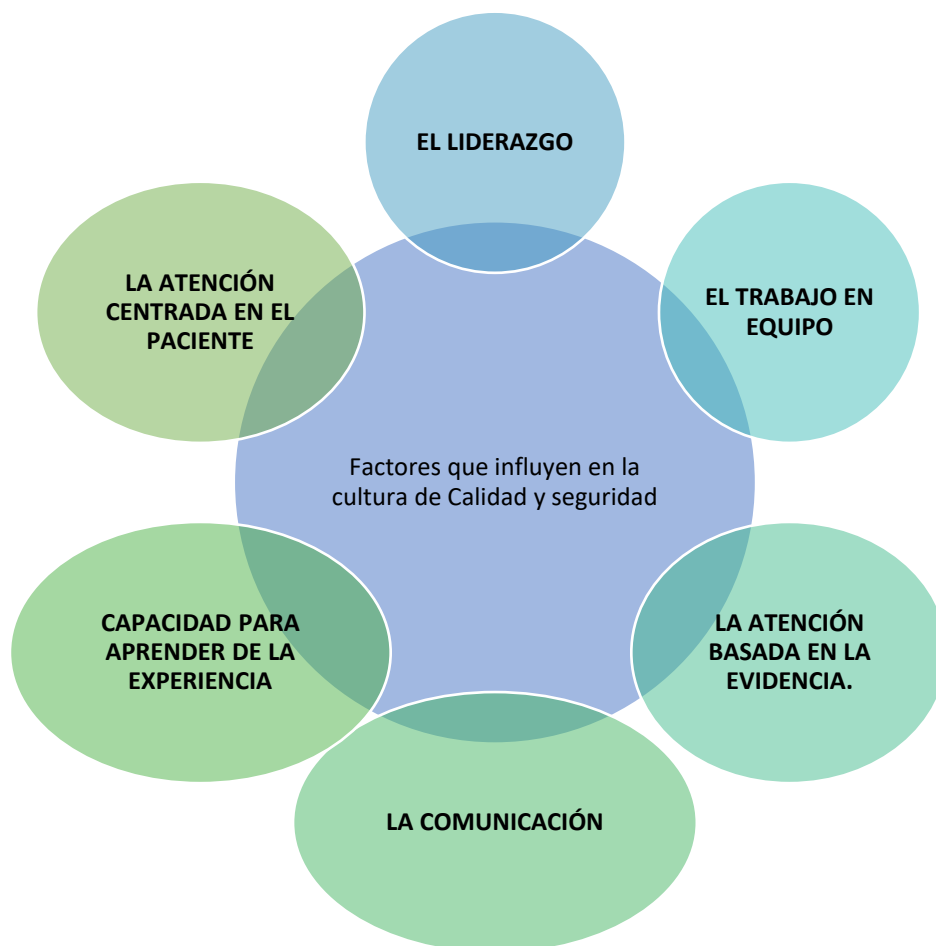 EL LIDERAZGO
EL TRABAJO EN
EQUIPO
LA ATENCIÓN
BASADA EN LA
EVIDENCIA.
LA COMUNICACIÓN
CAPACIDAD PARA
APRENDER DE LA
EXPERIENCIA
LA ATENCIÓN
CENTRADA EN EL
PACIENTE
Factores que influyen en la
cultura de Calidad y seguridad